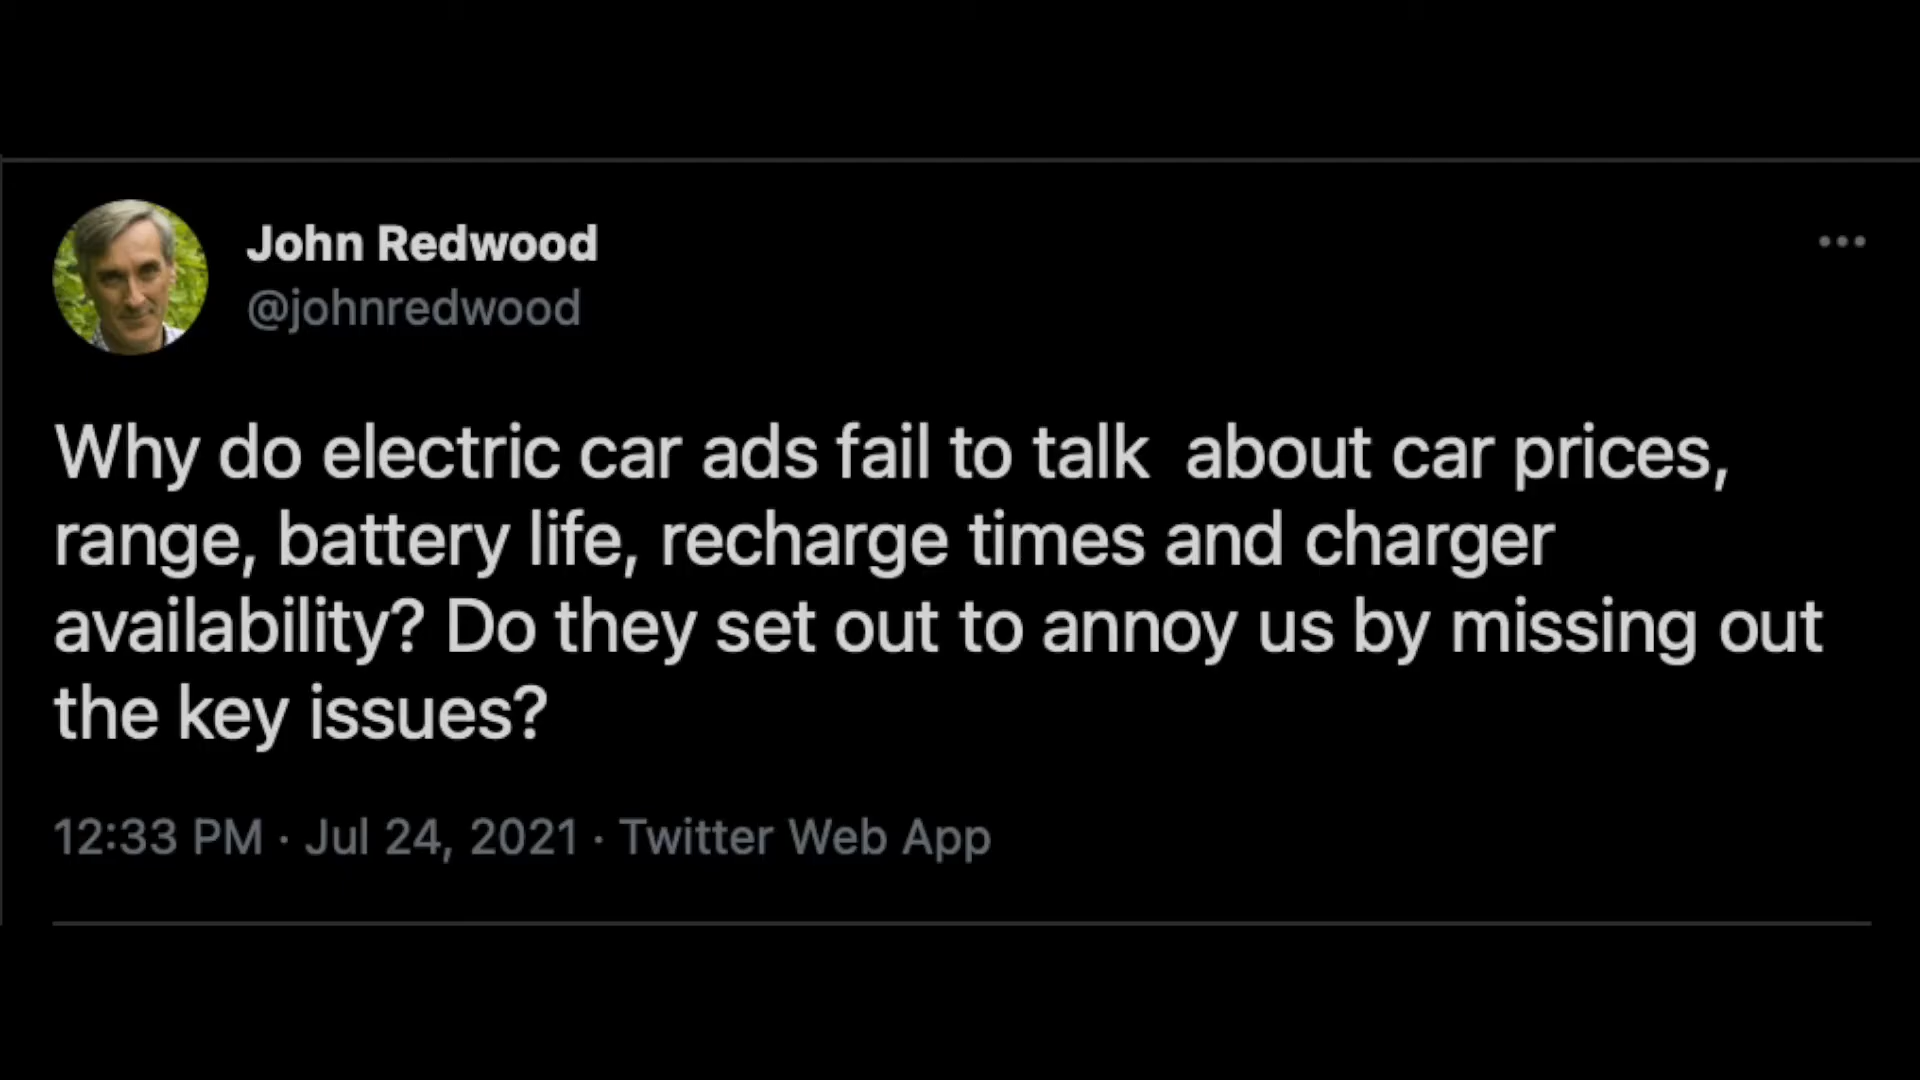 John Redwood
@johnredwood
Why do electric car ads fail to talk  about car prices,
range, battery life, recharge times and charger
availability? Do they set out to annoy us by missing out
the key issues?
12:33 PM · Jul 24, 2021 · Twitter Web App